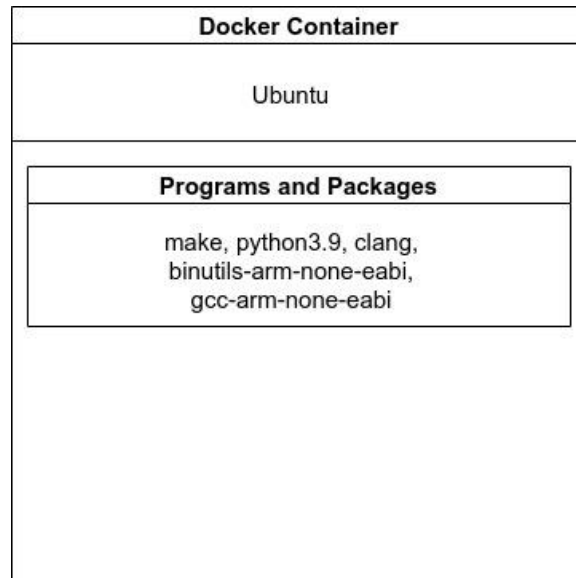 Docker Container
Ubuntu
Programs and Packages
make, python3.9, clang,
binutils-arm-none-eabi,
gcc-arm-none-eabi